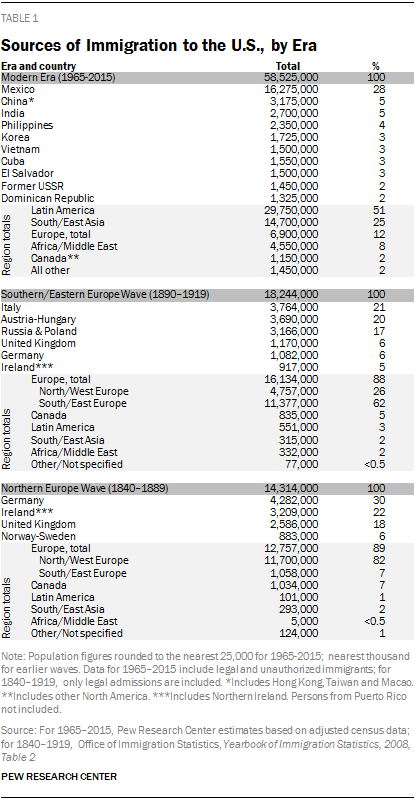 TABLE 1
Sources of Immigration to the U.S., by Era
Era and country Total %
Modern Era (1965-2015) 58,525,000 100
Mexico 16,275,000 28
China* 3,175,000 5
India 2,700,000 5
Philippines 2,350,000 4
Korea 1,725,000 3
Vietnam 1,500,000 3
Cuba 1,550,000 3
El Salvador 1,500,000 3
Former USSR 1,450,000 2
Dominican Republic 1,325,000 2
Region totals
Latin America 29,750,000 51
South/East Asia 14,700,000 25
Europe, total 6,900,000 12
Africa/Middle East 4,550,000 8
Canada** 1,150,000 2
All other 1,450,000 2
Southern/Eastern Europe Wave (1890–1919) 18,244,000 100
Italy 3,764,000 21
Austria-Hungary 3,690,000 20
Russia & Poland 3,166,000 17
United Kingdom 1,170,000 6
Germany 1,082,000 6
Ireland*** 917,000 5
Region totals
Europe, total 16,134,000 88
North/West Europe 4,757,000 26
South/East Europe 11,377,000 62
Canada 835,000 5
Latin America 551,000 3
South/East Asia 315,000 2
Africa/Middle East 332,000 2
Other/Not specified 77,000 <0.5
Northern Europe Wave (1840–1889) 14,314,000 100
Germany 4,282,000 30
Ireland*** 3,209,000 22
United Kingdom 2,586,000 18
Norway-Sweden 883,000 6
Region totals
Europe, total 12,757,000 89
North/West Europe 11,700,000 82
South/East Europe 1,058,000 7
Canada 1,034,000 7
Latin America 101,000 1
South/East Asia 293,000 2
Africa/Middle East 5,000 <0.5
Other/Not specified 124,000 1
Note: Population figures rounded to the nearest 25,000 for 1965-2015; nearest thousand
for earlier waves. Data for 1965–2015 include legal and unauthorized immigrants; for
1840–1919, only legal admissions are included. *Includes Hong Kong, Taiwan and Macao.
**Includes other North America. ***Includes Northern Ireland. Persons from Puerto Rico
not included.
Source: For 1965–2015, Pew Research Center estimates based on adjusted census data;
for 1840–1919, Office of Immigration Statistics, Yearbook of Immigration Statistics, 2008,
Table 2
PEW RESEARCH CENTER